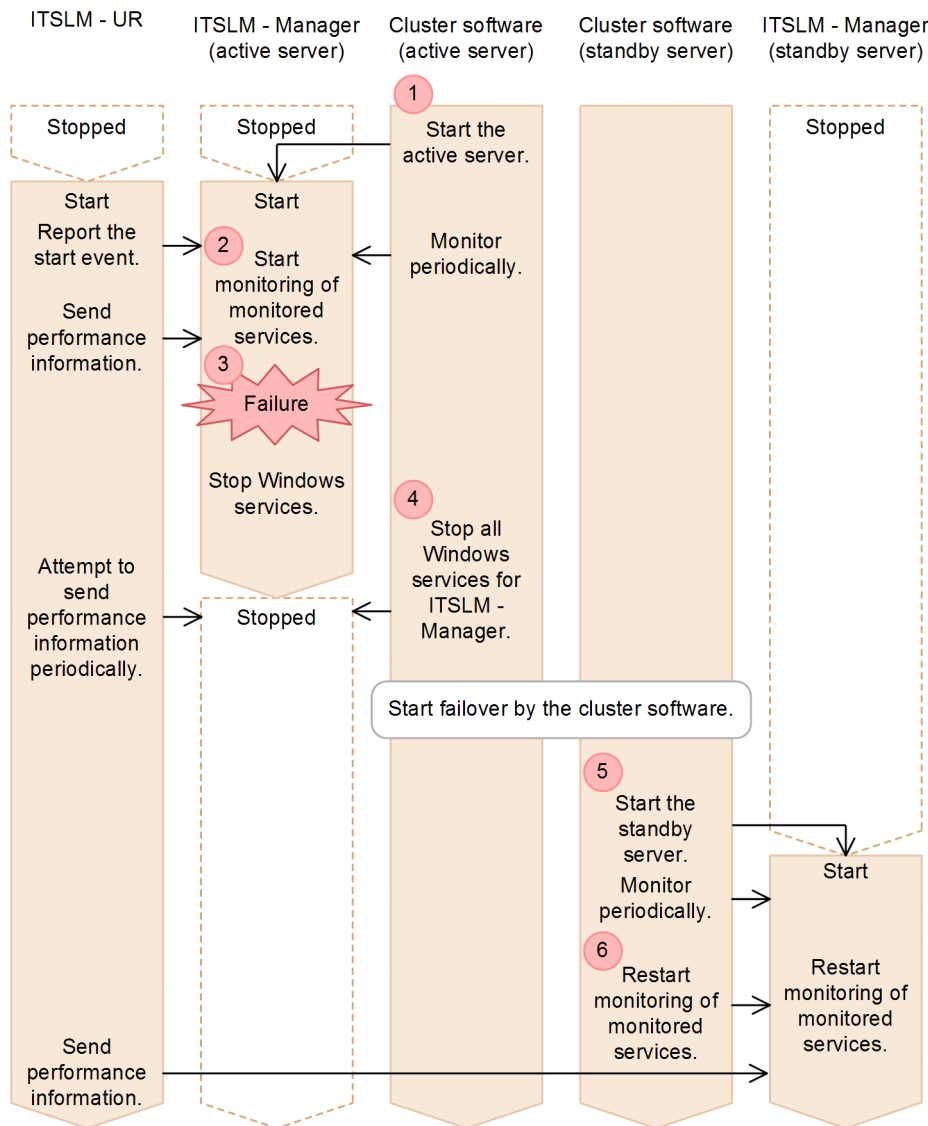 ITSLM - UR
ITSLM - Manager
(active server)
Cluster software
(active server)
Cluster software
(standby server)
ITSLM - Manager
(standby server)
1
Stopped
Stopped
Start the
active server.
Stopped
Start
Start
Report the
start event.
2
Start
monitoring of
monitored
services.
Monitor
periodically.
Send
performance
information.
3
Failure
Stop Windows
services.
4
Stop all
Windows
services for
ITSLM -
Manager.
Attempt to
send
performance
information
periodically.
Stopped
Start failover by the cluster software.
5
Start the
standby
server.
Start
Monitor
periodically.
6
Restart
monitoring of
monitored
services.
Restart
monitoring of
monitored
services.
Send
performance
information.